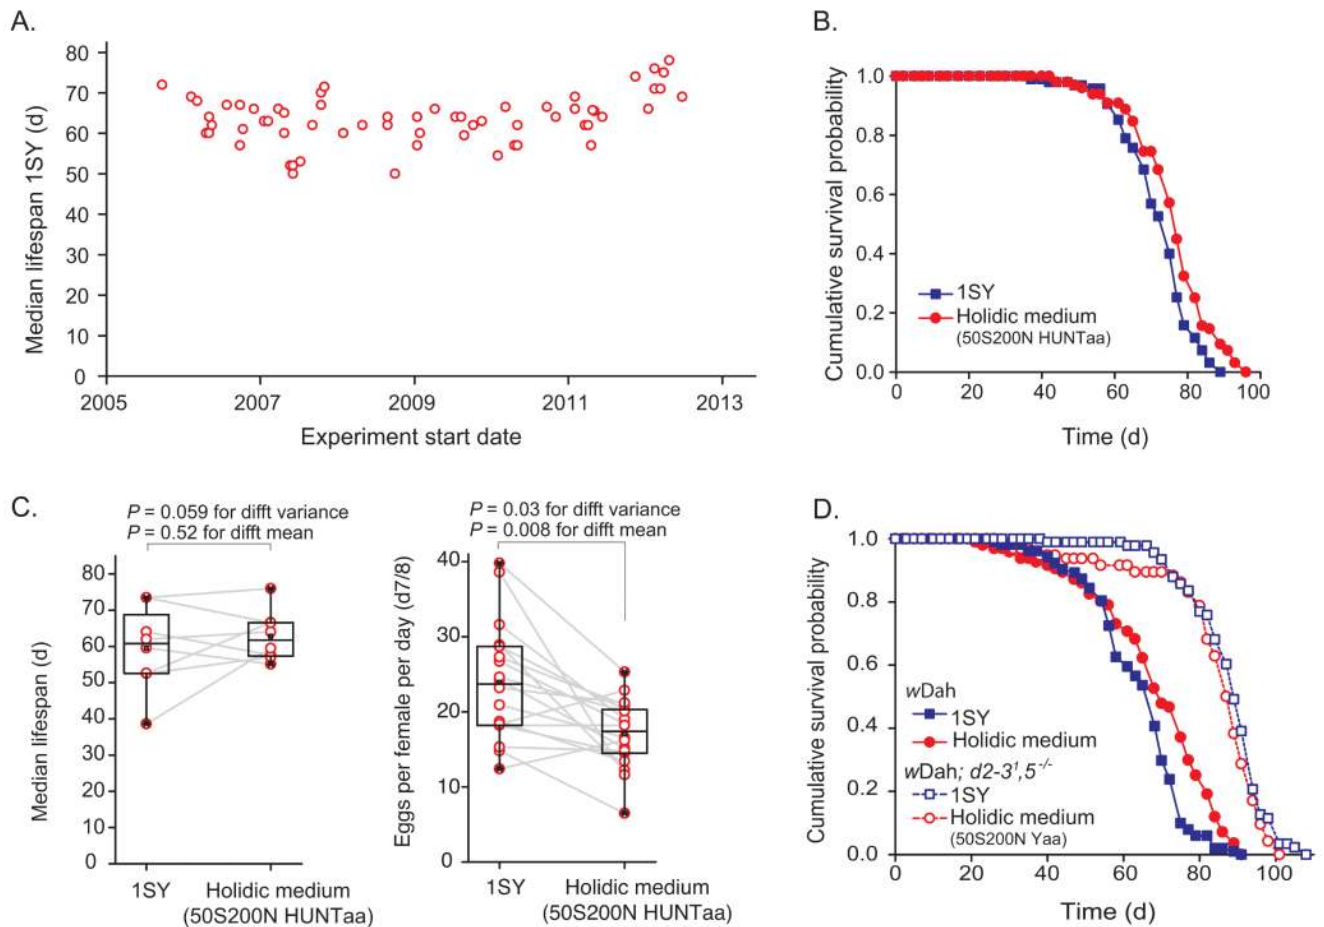 A.
80
70
60
50
40
30
20
10
0
2005
2007
2009
2011
2013
Median lifespan 1SY (d)
Experiment start date
B.
1.0
0.8
0.6
0.4
0.2
0.0
0
20
40
60
80
100
Cumulative survival probability
Time (d)
1SY
Holidic medium
(50S200N HUNTaa)
C.
P = 0.059 for difft variance
P = 0.52 for difft mean
80
70
60
50
40
30
20
10
0
Median lifespan (d)
1SY
Holidic medium
(50S200N HUNTaa)
P = 0.03 for difft variance
P = 0.008 for difft mean
40
30
20
10
0
Eggs per female per day (d7/8)
1SY
Holidic medium
(50S200N HUNTaa)
D.
1.0
0.8
0.6
0.4
0.2
0.0
0
20
40
60
80
100
Cumulative survival probability
Time (d)
wDah
1SY
Holidic medium
wDah; d2-3¹,5⁻/⁻
1SY
Holidic medium
(50S200N Yaa)